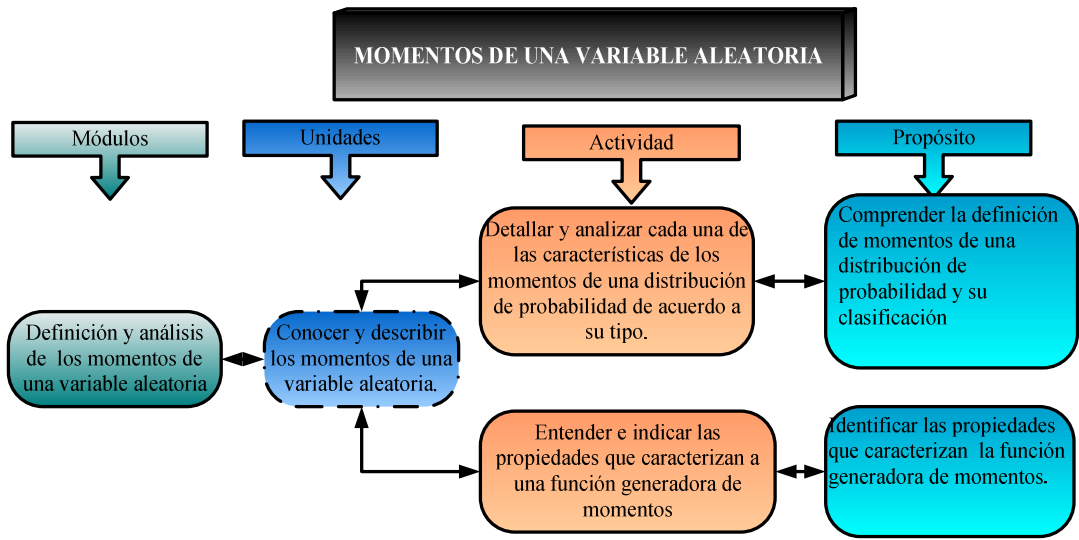 MOMENTOS DE UNA VARIABLE ALEATORIA
Módulos
Unidades
Actividad
Propósito
Definición y análisis
de los momentos de
una variable aleatoria
Conocer y describir
los momentos de una
variable aleatoria.
Detallar y analizar cada una de
las características de los
momentos de una distribución
de probabilidad de acuerdo a
su tipo.
Comprender la definición
de momentos de una
distribución de
probabilidad y su
clasificación
Entender e indicar las
propiedades que caracterizan a
una función generadora de
momentos
Identificar las propiedades
que caracterizan la función
generadora de momentos.